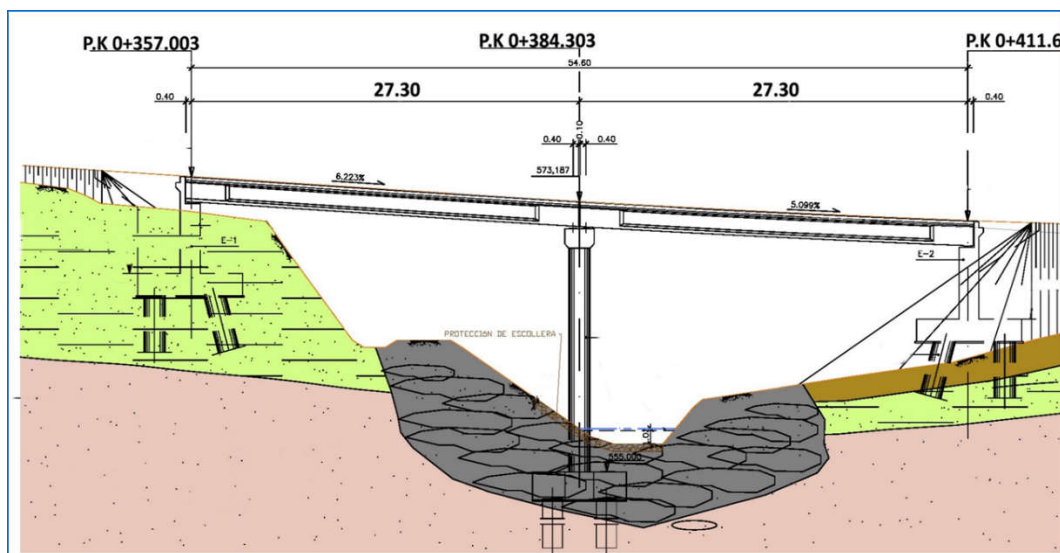 P.K 0+357.003
P.K 0+384.303
P.K 0+411.6
54.60
27.30
27.30
0.40
0.40
0.10
0.40
0.40
573,187
6.223%
5.099%
E-1
E-2
PROTECCIÓN DE ESCOLLERA
555.000